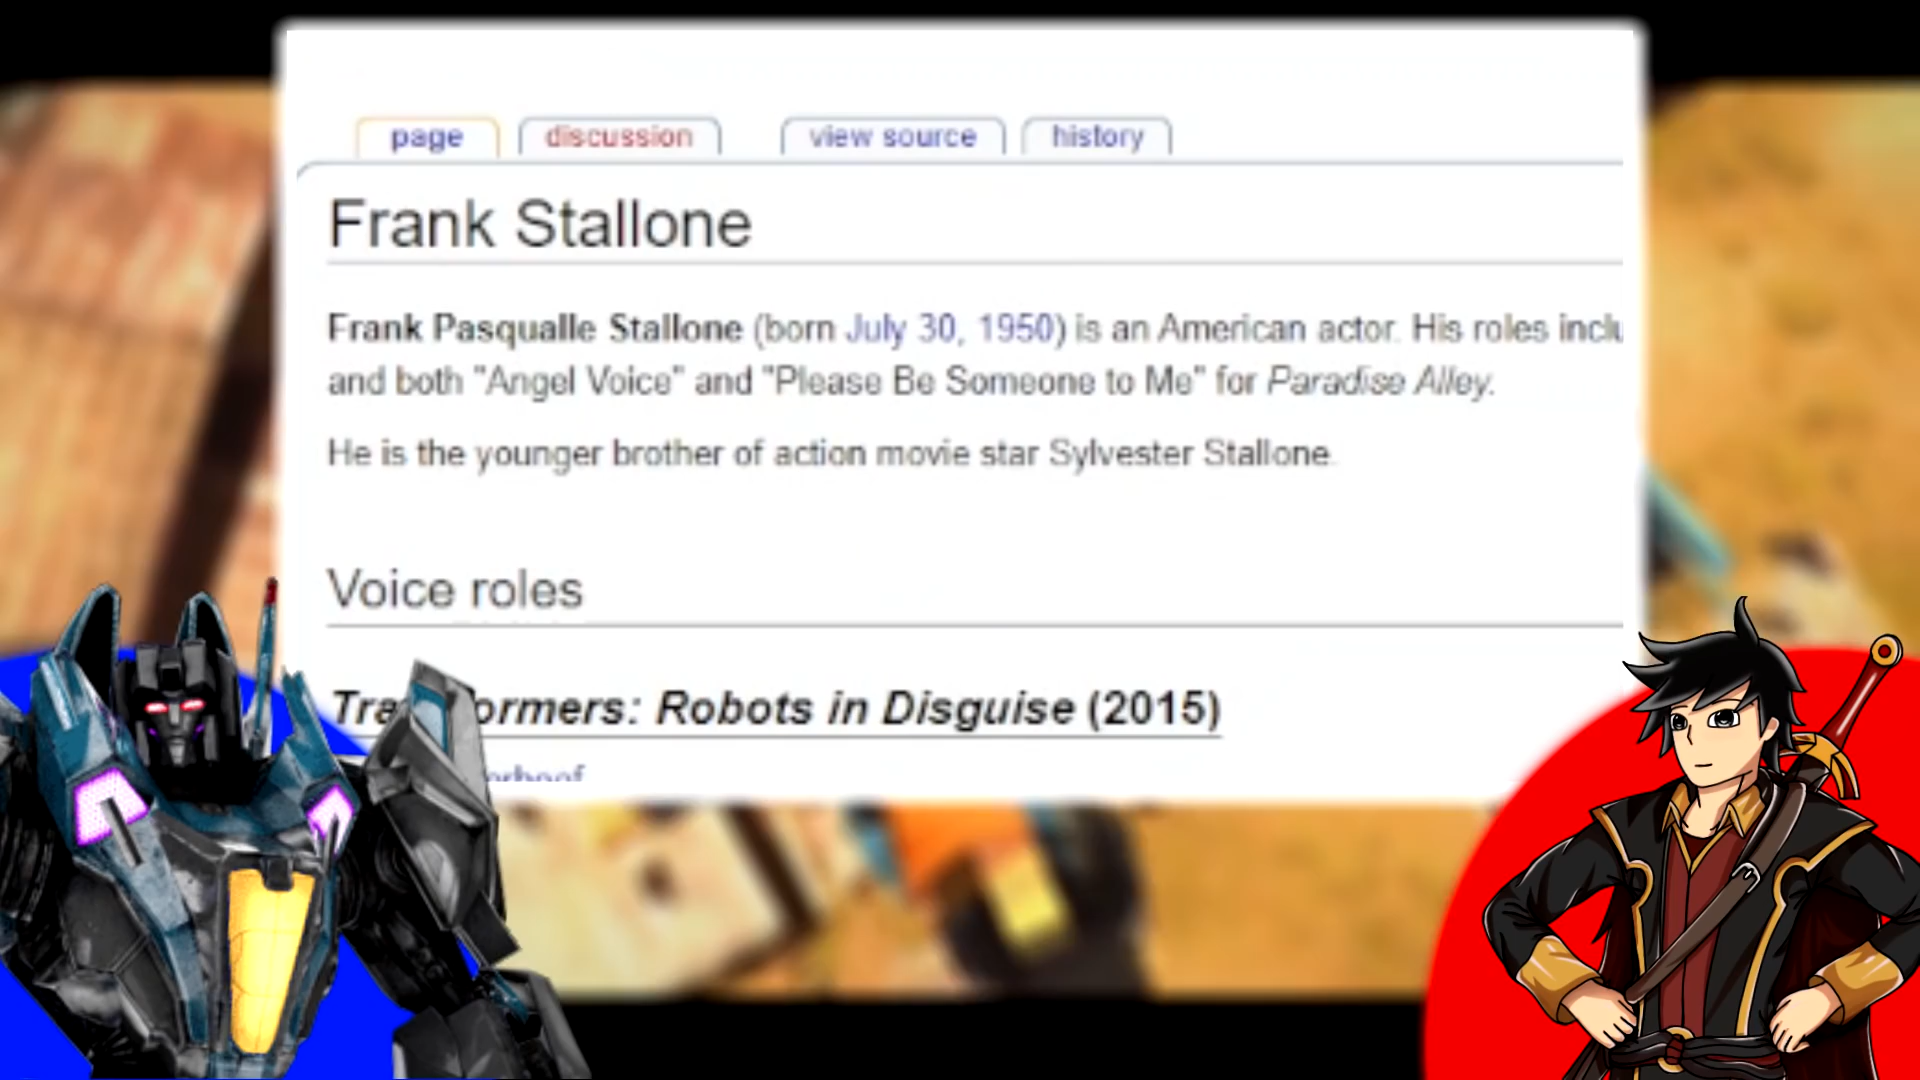 page discussion view source history
Frank Stallone
Frank Pasqualle Stallone (born July 30, 1950) is an American actor. His roles inclu
and both "Angel Voice" and "Please Be Someone to Me" for Paradise Alley.
He is the younger brother of action movie star Sylvester Stallone.
Voice roles
Tra formers: Robots in Disguise (2015)